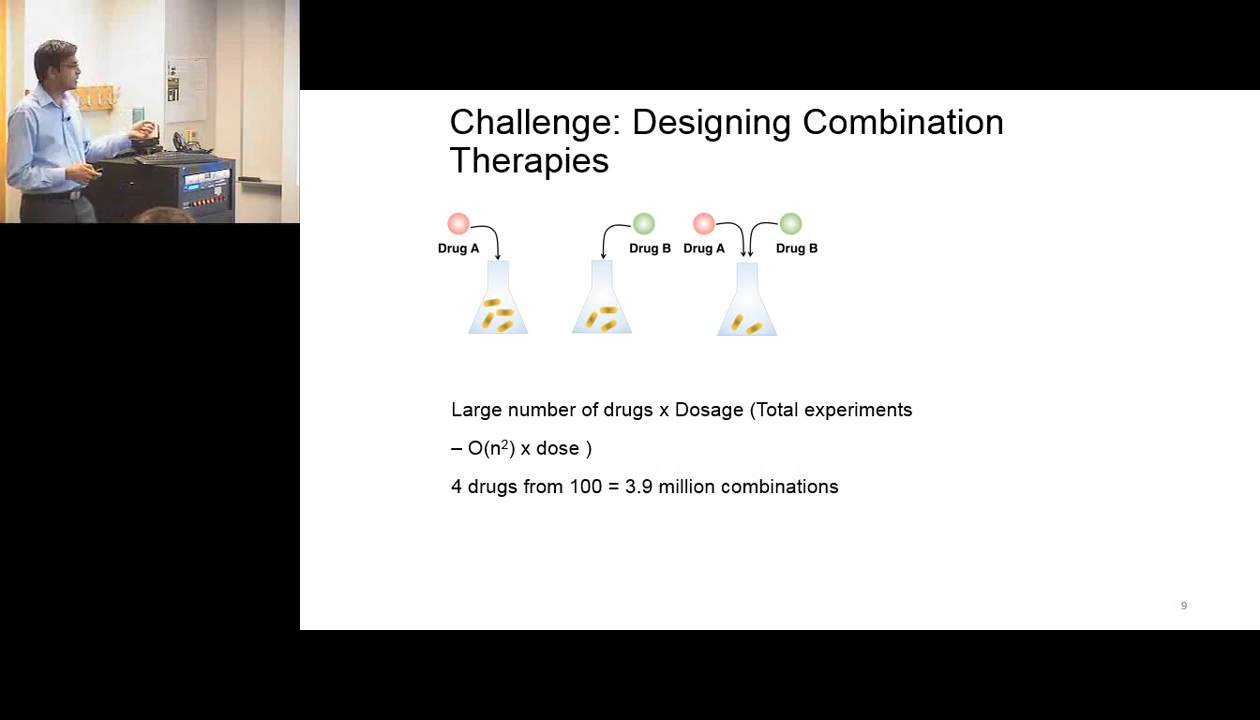 Challenge: Designing Combination
Therapies
Drug A
Drug B
Drug A
Drug B
Large number of drugs x Dosage (Total experiments
– O(n²) x dose )
4 drugs from 100 = 3.9 million combinations
9